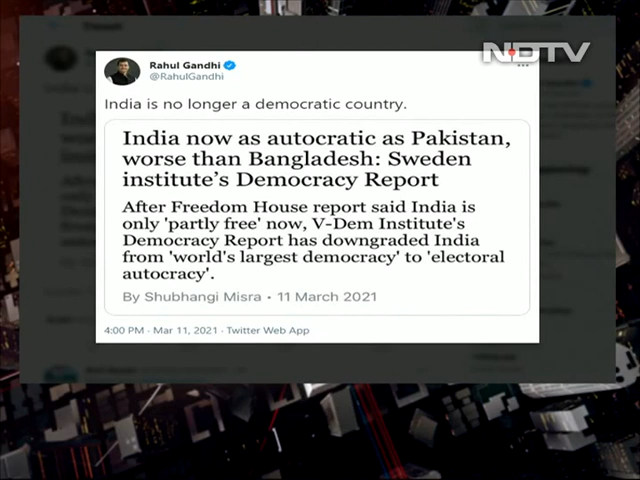 NDTV
Rahul Gandhi
@RahulGandhi
India is no longer a democratic country.
India now as autocratic as Pakistan,
worse than Bangladesh: Sweden
institute's Democracy Report
After Freedom House report said India is
only 'partly free' now, V-Dem Institute's
Democracy Report has downgraded India
from 'world's largest democracy' to 'electoral
autocracy'.
By Shubhangi Misra • 11 March 2021
4:00 PM · Mar 11, 2021 · Twitter Web App